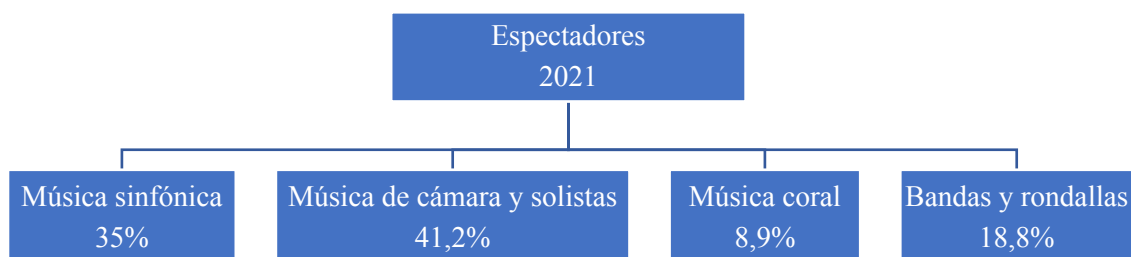 Espectadores
2021
Música sinfónica
35%
Música de cámara y solistas
41,2%
Música coral
8,9%
Bandas y rondallas
18,8%